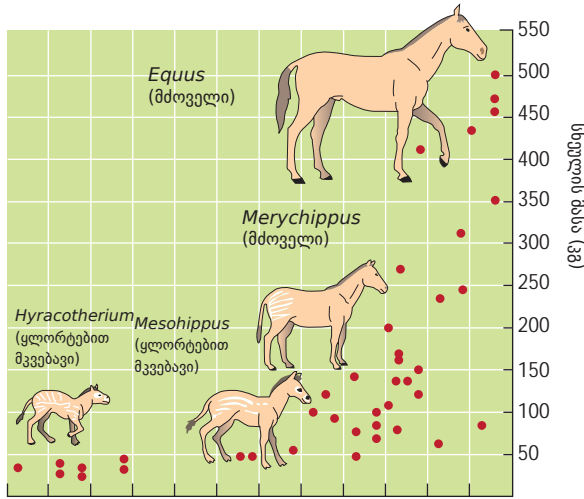 Equus
(მძოველი)
Merychippus
(მძოველი)
Hyracotherium
(ყლორტებით
მკვებავი)
Mesohippus
(ყლორტებით
მკვებავი)
550
500
450
400
350
300
250
200
150
100
50
სხეულის მასა (კგ)